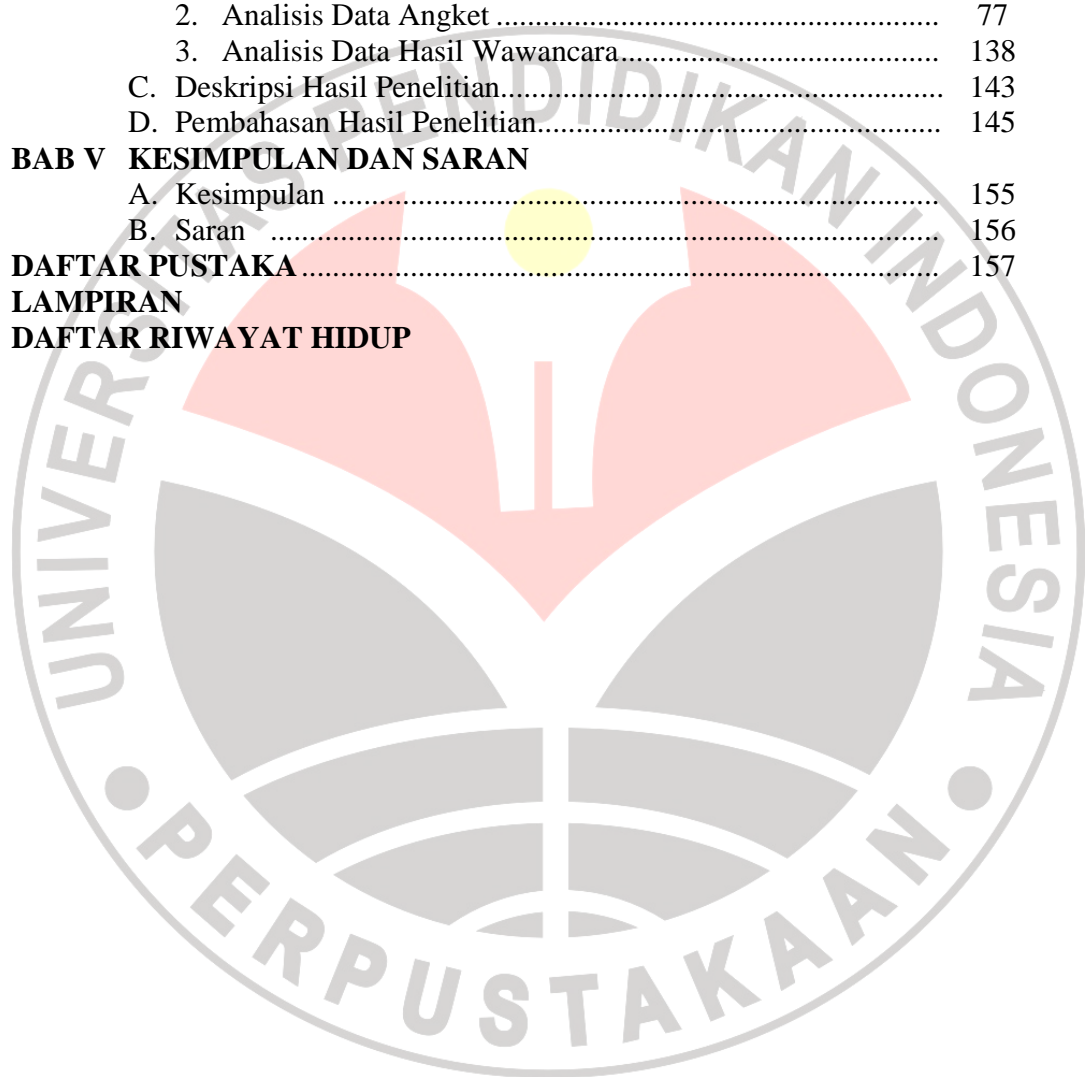 2. Analisis Data Angket ........................................................ 77
3. Analisis Data Hasil Wawancara........................................ 138
C. Deskripsi Hasil Penelitian........................................................ 143
D. Pembahasan Hasil Penelitian................................................... 145
BAB V KESIMPULAN DAN SARAN
A. Kesimpulan ............................................................................ 155
B. Saran .................................................................................... 156
DAFTAR PUSTAKA ................................................................................ 157
LAMPIRAN
DAFTAR RIWAYAT HIDUP
UNIVERSITAS PENDIDIKAN INDONESIA
PERPUSTAKAAN